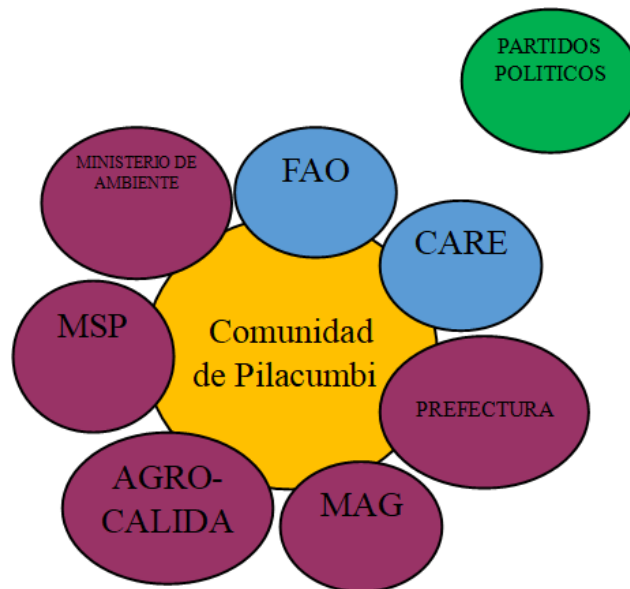 PARTIDOS
POLITICOS
MINISTERIO DE
AMBIENTE
FAO
CARE
MSP
Comunidad
de Pilacumbi
PREFECTURA
AGRO-
CALIDA
MAG